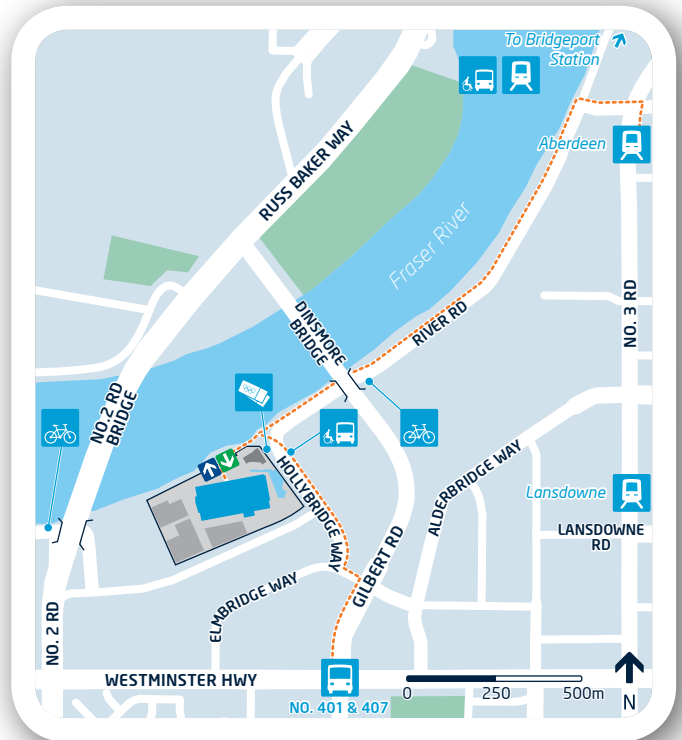 To Bridgeport
Station
Aberdeen
RUSS BAKER WAY
Fraser River
NO. 3 RD
DINSMORE
BRIDGE
RIVER RD
NO.2 RD
BRIDGE
HOLLYBRIDGE WAY
ALDERBRIDGE WAY
Lansdowne
LANSDOWNE
RD
GILBERT RD
ELMBRIDGE WAY
NO. 2 RD
WESTMINSTER HWY
0 250 500m
N
NO. 401 & 407